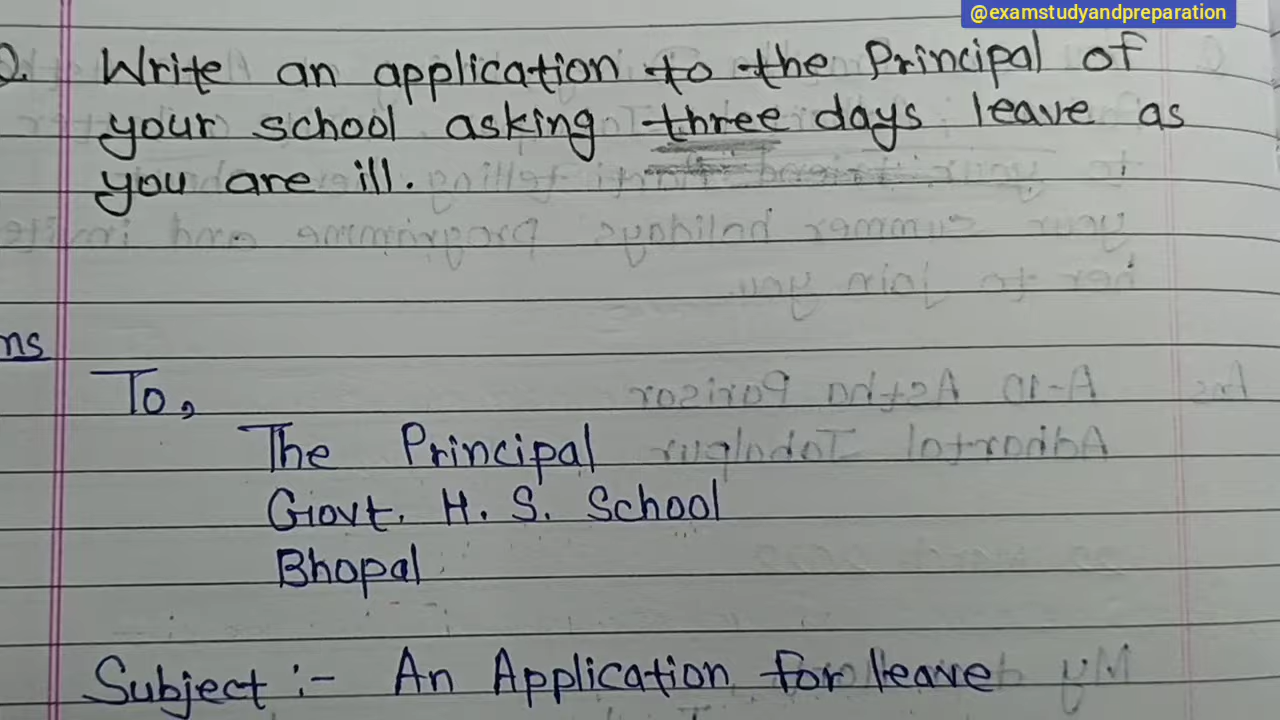 @examstudyandpreparation
Q. Write an application to the Principal of
your school asking three days leave as
you are ill.
Ans
To,
The Principal
Govt. H. S. School
Bhopal
Subject :- An Application for leave